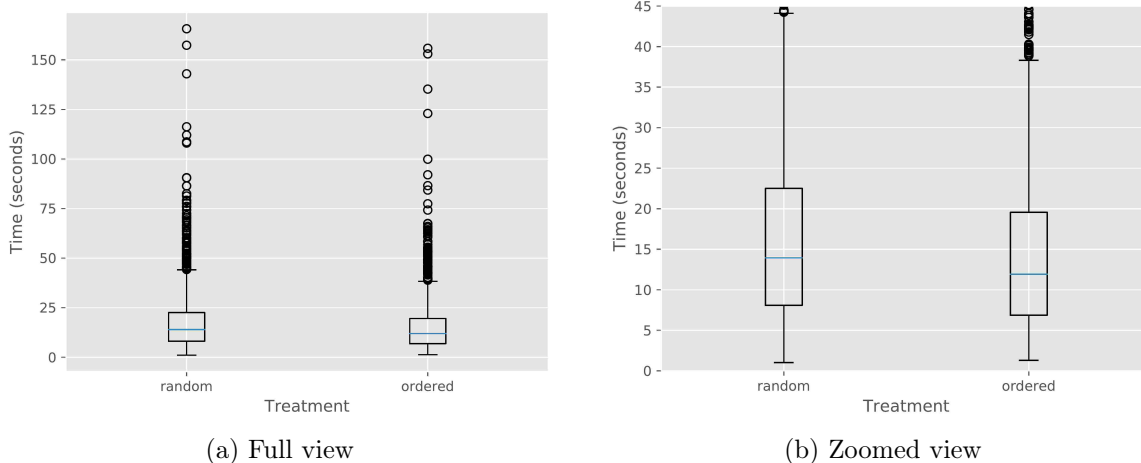 150
125
100
75
50
25
0
Time (seconds)
random ordered
Treatment
(a) Full view
45
40
35
30
25
20
15
10
5
0
Time (seconds)
random ordered
Treatment
(b) Zoomed view